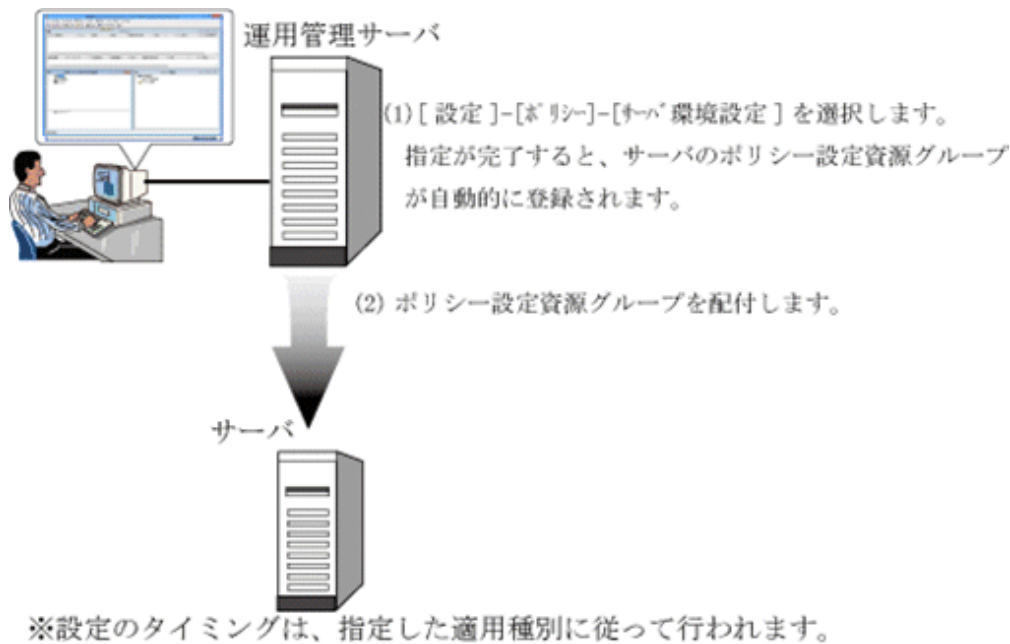 運用管理サーバ
(1)[ 設定 ]-[ﾎﾟﾘｼｰ]-[ｻｰﾊﾞ環境設定 ] を選択します。
指定が完了すると、サーバのポリシー設定資源グループ
が自動的に登録されます。
(2) ポリシー設定資源グループを配付します。
サーバ
※設定のタイミングは、指定した適用種別に従って行われます。